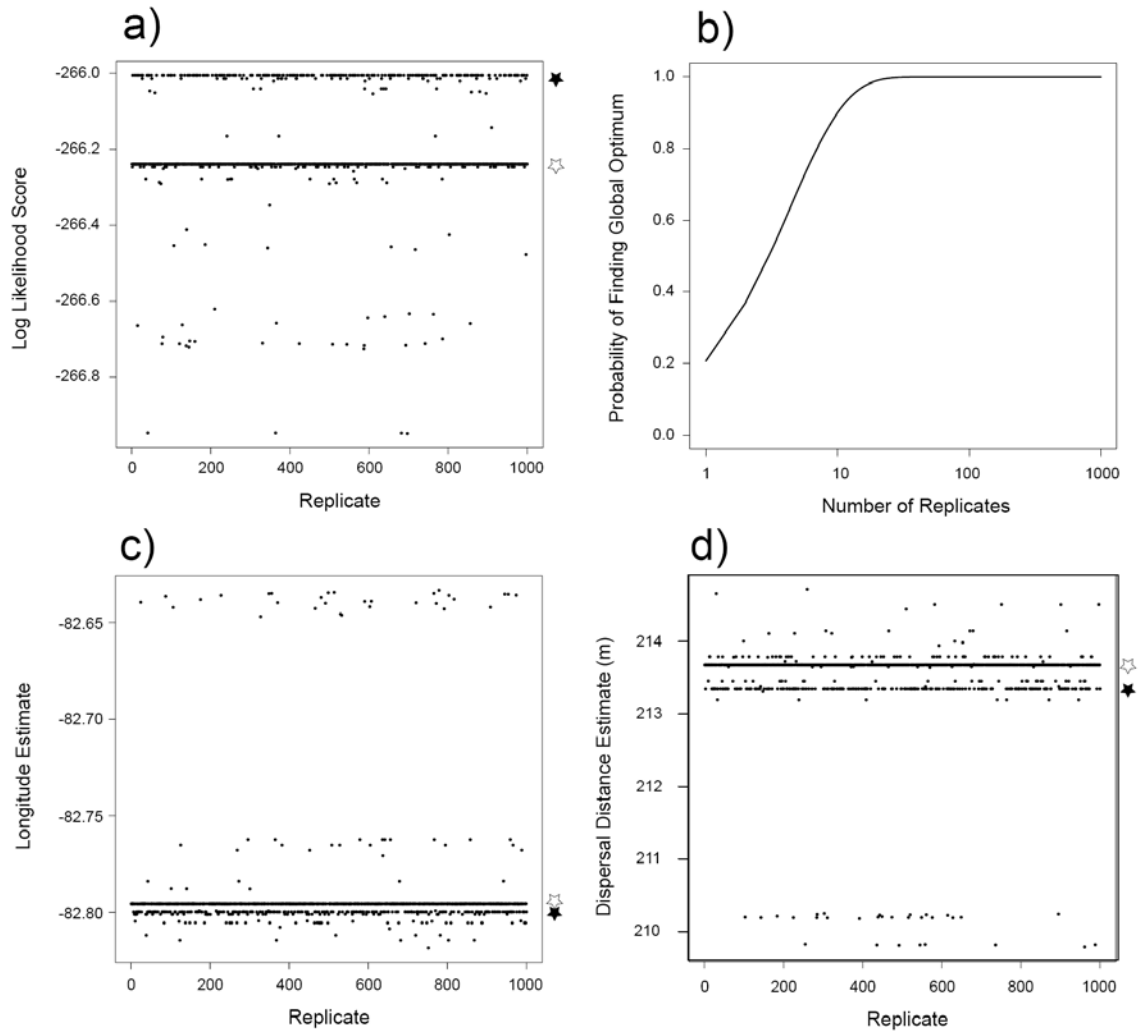 a)
Log Likelihood Score
-266.0
-266.2
-266.4
-266.6
-266.8
0 200 400 600 800 1000
Replicate
b)
Probability of Finding Global Optimum
1.0
0.8
0.6
0.4
0.2
0.0
1 10 100 1000
Number of Replicates
c)
Longitude Estimate
-82.65
-82.70
-82.75
-82.80
0 200 400 600 800 1000
Replicate
d)
Dispersal Distance Estimate (m)
214
213
212
211
210
0 200 400 600 800 1000
Replicate